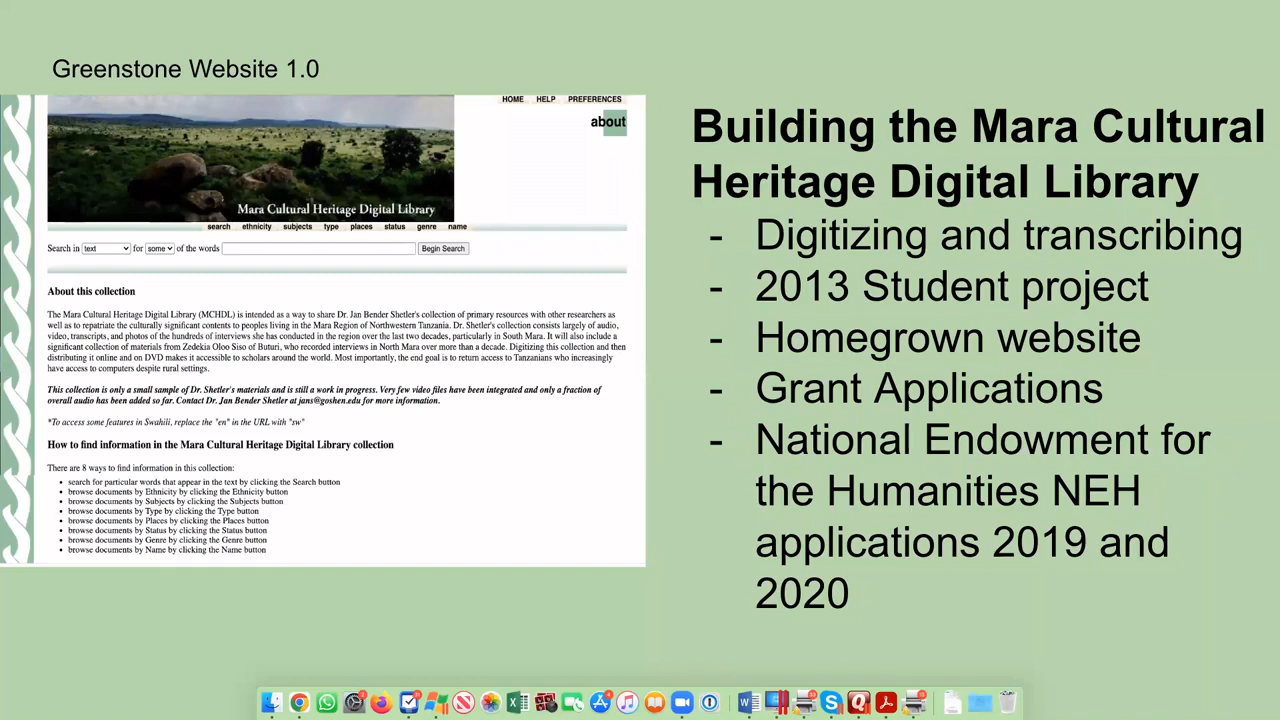 Greenstone Website 1.0
HOME HELP PREFERENCES
about
Mara Cultural Heritage Digital Library
search ethnicity subjects type places status genre name
Search in text for some of the words Begin Search
About this collection
The Mara Cultural Heritage Digital Library (MCHDL) is intended as a way to share Dr. Jan Bender Shetler's collection of primary resources with other researchers as
well as to repatriate the culturally significant contents to peoples living in the Mara Region of Northwestern Tanzania. Dr. Shetler's collection consists largely of audio,
video, transcripts, and photos of the hundreds of interviews she has conducted in the region over the last two decades, particularly in South Mara. It will also include a
significant collection of materials from Zedekia Oloo Siso of Buturi, who recorded interviews in North Mara over more than a decade. Digitizing this collection and then
distributing it online and on DVD makes it accessible to scholars around the world. Most importantly, the end goal is to return access to Tanzanians who increasingly
have access to computers despite rural settings.
This collection is only a small sample of Dr. Shetler's materials and is still a work in progress. Very few video files have been integrated and only a fraction of
overall audio has been added so far. Contact Dr. Jan Bender Shetler at jans@goshen.edu for more information.
*To access some features in Swahili, replace the "en" in the URL with "sw"
How to find information in the Mara Cultural Heritage Digital Library collection
There are 8 ways to find information in this collection:
• search for particular words that appear in the text by clicking the Search button
• browse documents by Ethnicity by clicking the Ethnicity button
• browse documents by Subjects by clicking the Subjects button
• browse documents by Type by clicking the Type button
• browse documents by Places by clicking the Places button
• browse documents by Status by clicking the Status button
• browse documents by Genre by clicking the Genre button
• browse documents by Name by clicking the Name button
Building the Mara Cultural
Heritage Digital Library
- Digitizing and transcribing
- 2013 Student project
- Homegrown website
- Grant Applications
- National Endowment for
the Humanities NEH
applications 2019 and
2020